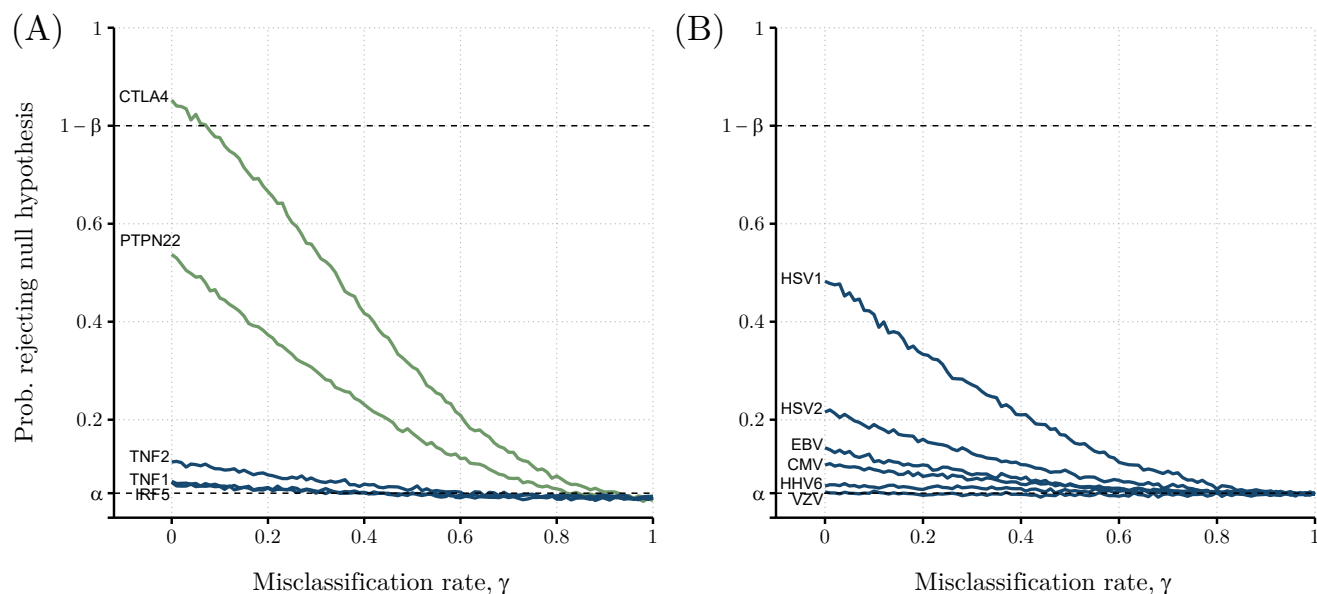 (A)
Prob. rejecting null hypothesis
1
1 – β
0.6
0.4
0.2
α
CTLA4
PTPN22
TNF2
TNF1
IRF5
0 0.2 0.4 0.6 0.8 1
Misclassification rate, γ
(B)
1
1 – β
0.6
0.4
0.2
α
HSV1
HSV2
EBV
CMV
HHV6
VZV
0 0.2 0.4 0.6 0.8 1
Misclassification rate, γ